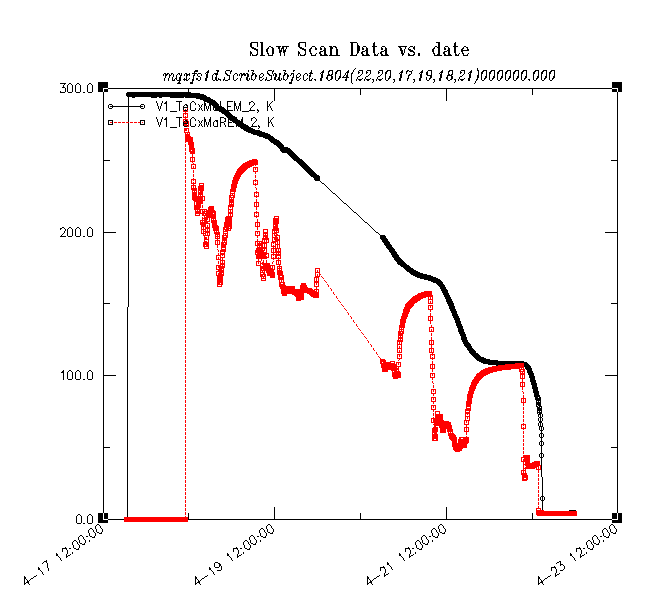 Slow Scan Data vs. date
mqxfs1d.ScribeSubject.1804(22,20,17,19,18,21)000000.000
300.0
V1_TaCxMaLEM_2, K
V1_TaCxMaREM_2, K
200.0
100.0
0.0
4-17 12:00:00
4-19 12:00:00
4-21 12:00:00
4-23 12:00:00